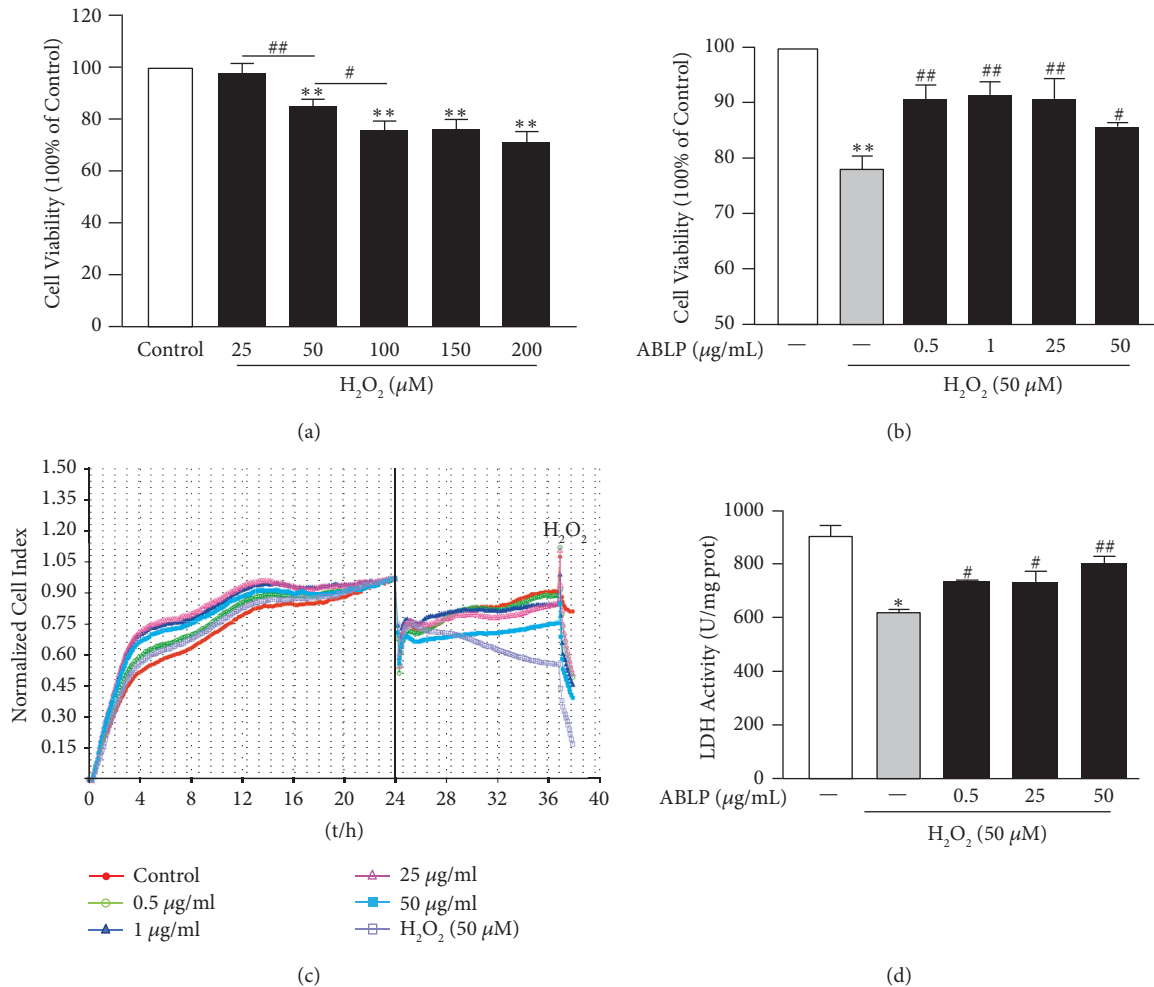 120
100
80
60
40
20
0
Cell Viability (100% of Control)
##
#
**
**
**
**
Control 25 50 100 150 200
H₂O₂ (μM)
(a)
100
90
80
70
60
50
Cell Viability (100% of Control)
**
##
##
##
#
ABLP (μg/mL) — — 0.5 1 25 50
H₂O₂ (50 μM)
(b)
1.50
1.35
1.20
1.05
0.90
0.75
0.60
0.45
0.30
0.15
Normalized Cell Index
H₂O₂
0 4 8 12 16 20 24 28 32 36 40
(t/h)
Control
0.5 μg/ml
1 μg/ml
25 μg/ml
50 μg/ml
H₂O₂ (50 μM)
(c)
1000
800
600
400
200
0
LDH Activity (U/mg prot)
*
#
#
##
ABLP (μg/mL) — — 0.5 25 50
H₂O₂ (50 μM)
(d)